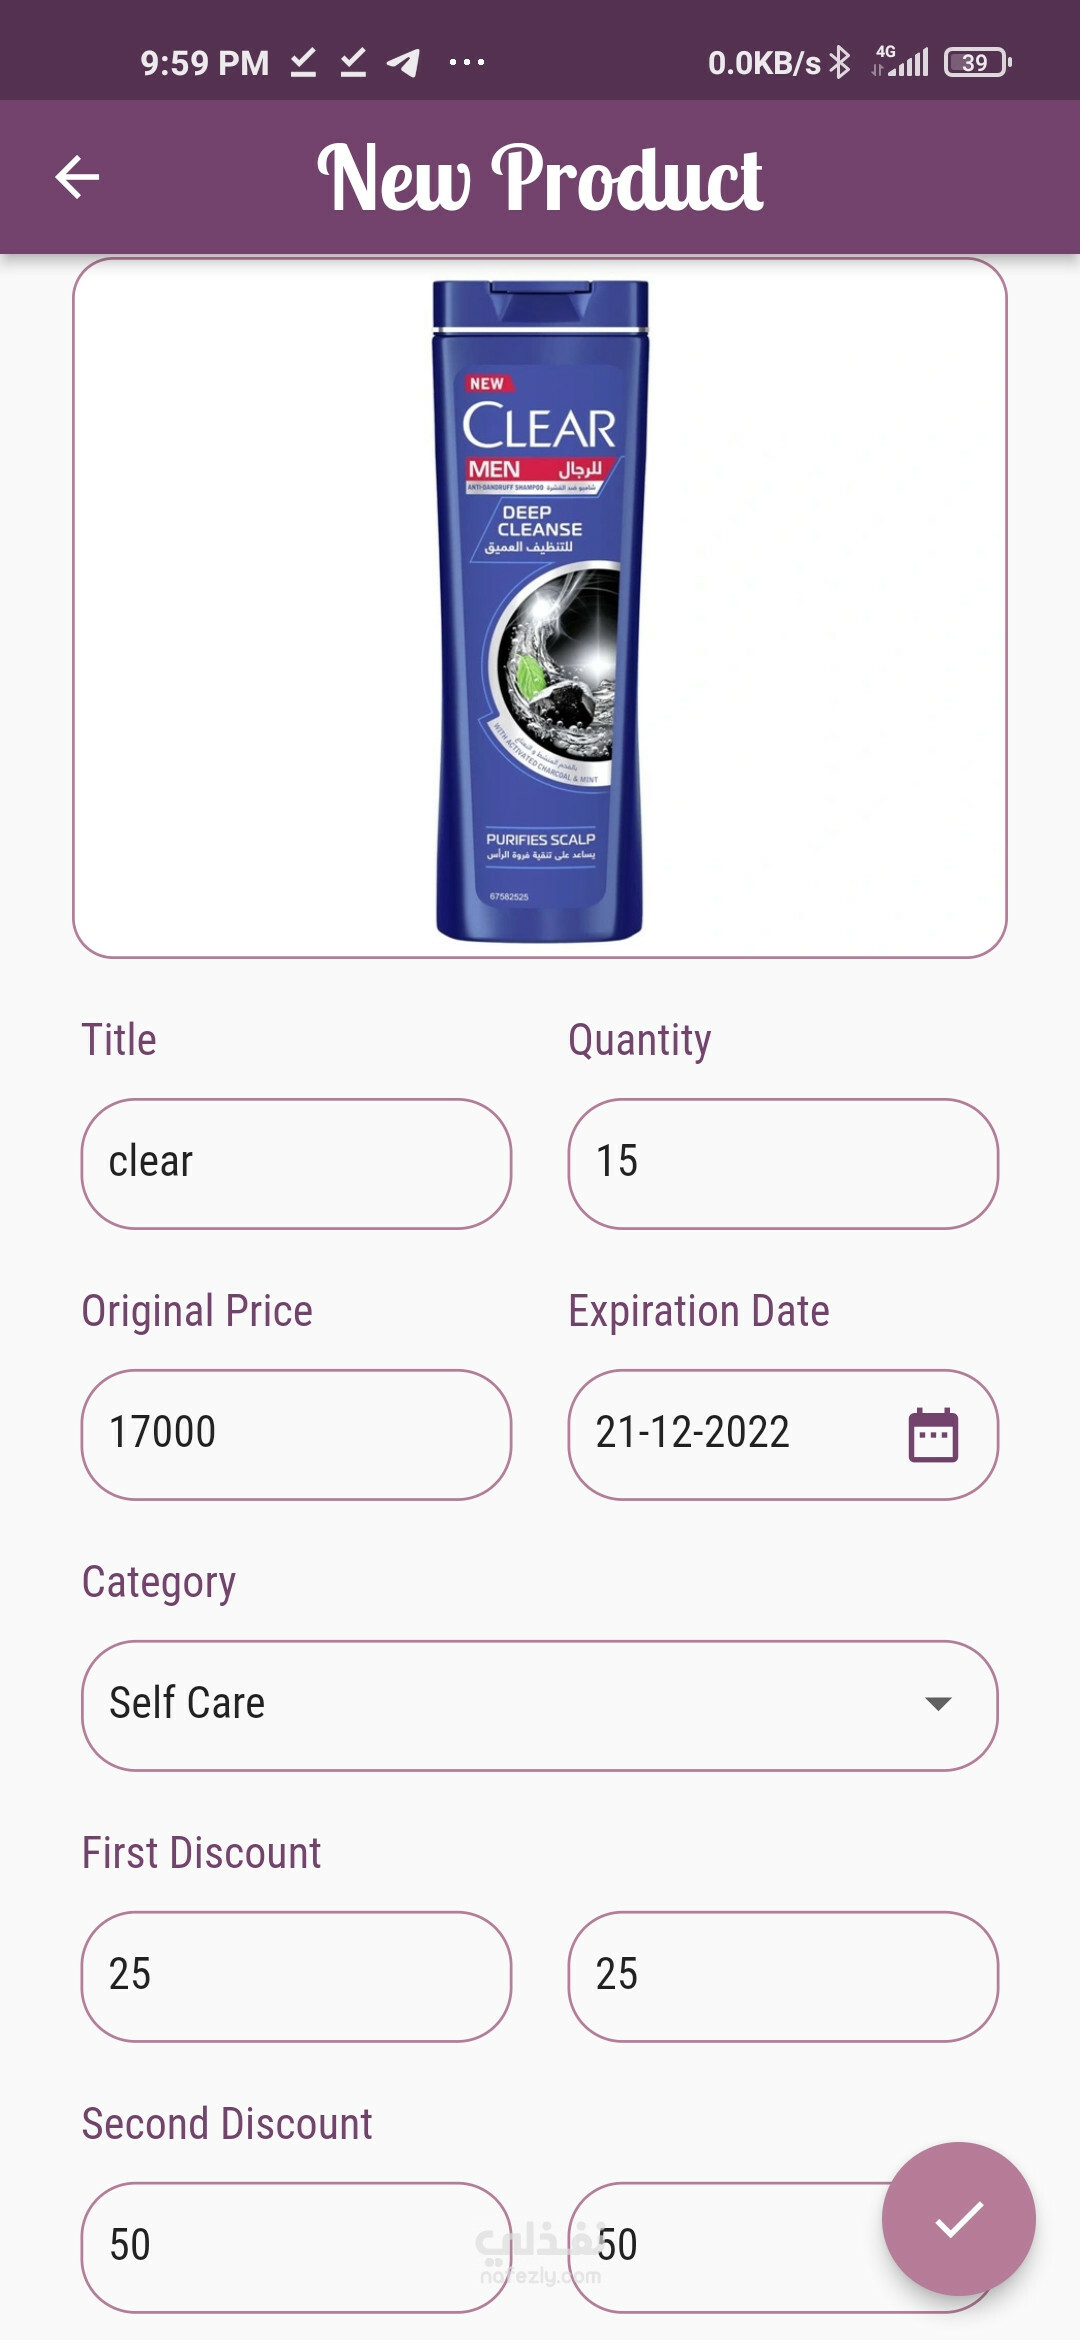 9:59 PM 0.0KB/s 4G 39
New Product
NEW
CLEAR
MEN للرجال
ANTI-DANDRUFF SHAMPOO شامبو ضد القشرة
DEEP
CLEANSE
للتنظيف العميق
بالفحم المنشط و النعناع
WITH ACTIVATED CHARCOAL & MINT
PURIFIES SCALP
يساعد على تنقية فروة الرأس
67582525
Title Quantity
clear 15
Original Price Expiration Date
17000 21-12-2022
Category
Self Care
First Discount
25 25
Second Discount
50 50
نفذلي
nafezly.com